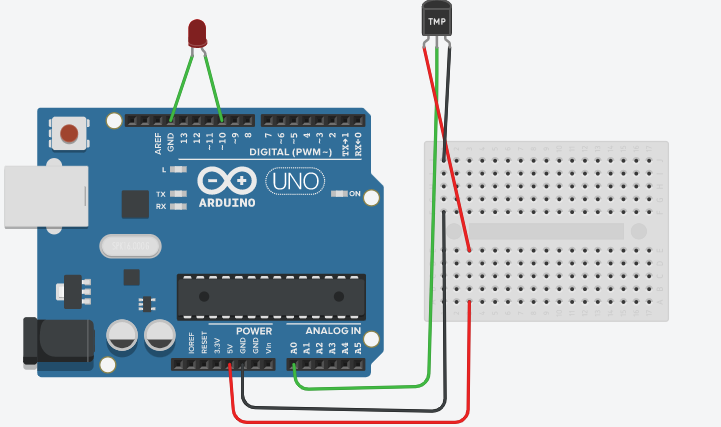 TMP
AREF
GND
13
12
~11
~10
~9
8
7
~6
~5
4
~3
2
TX→1
RX←0
DIGITAL (PWM~)
L
TX
RX
ARDUINO
UNO
ON
POWER
ANALOG IN
IOREF
RESET
3.3V
5V
GND
GND
Vin
A0
A1
A2
A3
A4
A5